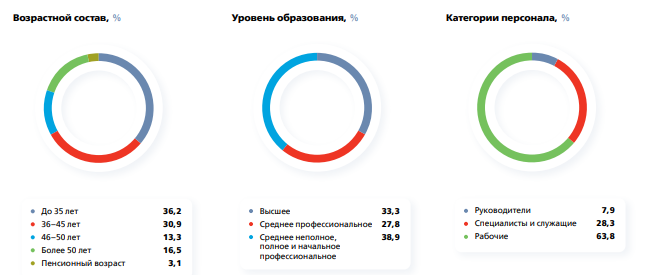 Возрастной состав, %
До 35 лет 36,2
36–45 лет 30,9
46–50 лет 13,3
Более 50 лет 16,5
Пенсионный возраст 3,1
Уровень образования, %
Высшее 33,3
Среднее профессиональное 27,8
Среднее неполное, 38,9
полное и начальное
профессиональное
Категории персонала, %
Руководители 7,9
Специалисты и служащие 28,3
Рабочие 63,8